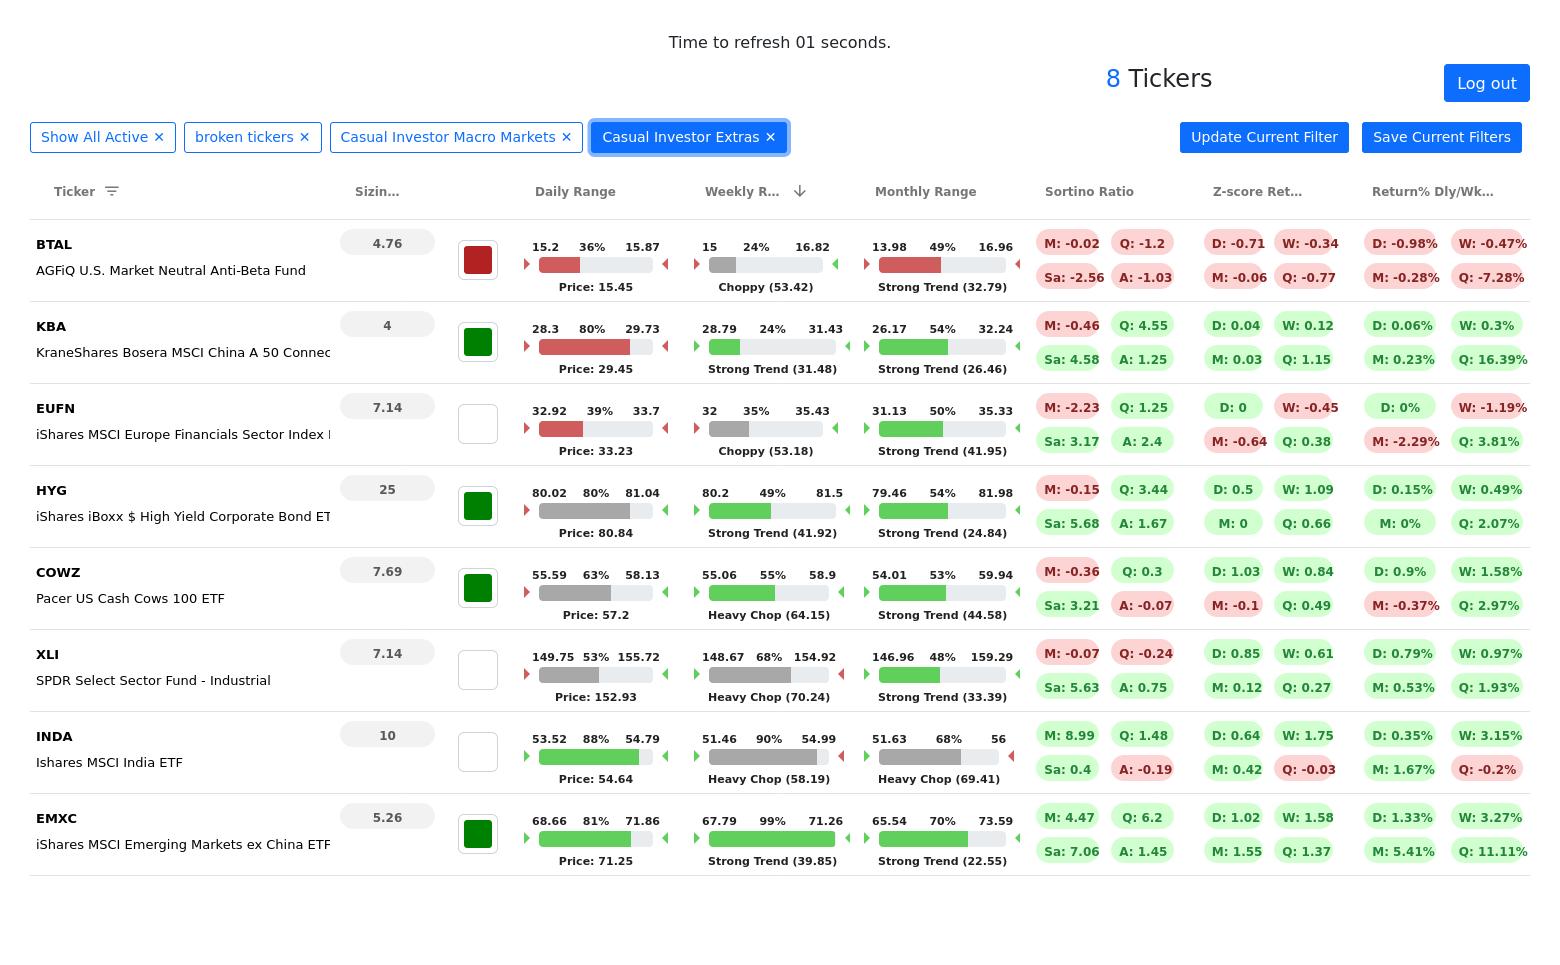 Time to refresh 01 seconds.
8 Tickers
Log out
Show All Active ✕ broken tickers ✕ Casual Investor Macro Markets ✕ Casual Investor Extras ✕ Update Current Filter Save Current Filters
Ticker Sizin... Daily Range Weekly R... Monthly Range Sortino Ratio Z-score Ret... Return% Dly/Wk...
BTAL 4.76 15.2 36% 15.87 15 24% 16.82 13.98 49% 16.96 M: -0.02 Q: -1.2 D: -0.71 W: -0.34 D: -0.98% W: -0.47%
AGFiQ U.S. Market Neutral Anti-Beta Fund Price: 15.45 Choppy (53.42) Strong Trend (32.79) Sa: -2.56 A: -1.03 M: -0.06 Q: -0.77 M: -0.28% Q: -7.28%
KBA 4 28.3 80% 29.73 28.79 24% 31.43 26.17 54% 32.24 M: -0.46 Q: 4.55 D: 0.04 W: 0.12 D: 0.06% W: 0.3%
KraneShares Bosera MSCI China A 50 Connec Price: 29.45 Strong Trend (31.48) Strong Trend (26.46) Sa: 4.58 A: 1.25 M: 0.03 Q: 1.15 M: 0.23% Q: 16.39%
EUFN 7.14 32.92 39% 33.7 32 35% 35.43 31.13 50% 35.33 M: -2.23 Q: 1.25 D: 0 W: -0.45 D: 0% W: -1.19%
iShares MSCI Europe Financials Sector Index Price: 33.23 Choppy (53.18) Strong Trend (41.95) Sa: 3.17 A: 2.4 M: -0.64 Q: 0.38 M: -2.29% Q: 3.81%
HYG 25 80.02 80% 81.04 80.2 49% 81.5 79.46 54% 81.98 M: -0.15 Q: 3.44 D: 0.5 W: 1.09 D: 0.15% W: 0.49%
iShares iBoxx $ High Yield Corporate Bond ET Price: 80.84 Strong Trend (41.92) Strong Trend (24.84) Sa: 5.68 A: 1.67 M: 0 Q: 0.66 M: 0% Q: 2.07%
COWZ 7.69 55.59 63% 58.13 55.06 55% 58.9 54.01 53% 59.94 M: -0.36 Q: 0.3 D: 1.03 W: 0.84 D: 0.9% W: 1.58%
Pacer US Cash Cows 100 ETF Price: 57.2 Heavy Chop (64.15) Strong Trend (44.58) Sa: 3.21 A: -0.07 M: -0.1 Q: 0.49 M: -0.37% Q: 2.97%
XLI 7.14 149.75 53% 155.72 148.67 68% 154.92 146.96 48% 159.29 M: -0.07 Q: -0.24 D: 0.85 W: 0.61 D: 0.79% W: 0.97%
SPDR Select Sector Fund - Industrial Price: 152.93 Heavy Chop (70.24) Strong Trend (33.39) Sa: 5.63 A: 0.75 M: 0.12 Q: 0.27 M: 0.53% Q: 1.93%
INDA 10 53.52 88% 54.79 51.46 90% 54.99 51.63 68% 56 M: 8.99 Q: 1.48 D: 0.64 W: 1.75 D: 0.35% W: 3.15%
Ishares MSCI India ETF Price: 54.64 Heavy Chop (58.19) Heavy Chop (69.41) Sa: 0.4 A: -0.19 M: 0.42 Q: -0.03 M: 1.67% Q: -0.2%
EMXC 5.26 68.66 81% 71.86 67.79 99% 71.26 65.54 70% 73.59 M: 4.47 Q: 6.2 D: 1.02 W: 1.58 D: 1.33% W: 3.27%
iShares MSCI Emerging Markets ex China ETF Price: 71.25 Strong Trend (39.85) Strong Trend (22.55) Sa: 7.06 A: 1.45 M: 1.55 Q: 1.37 M: 5.41% Q: 11.11%